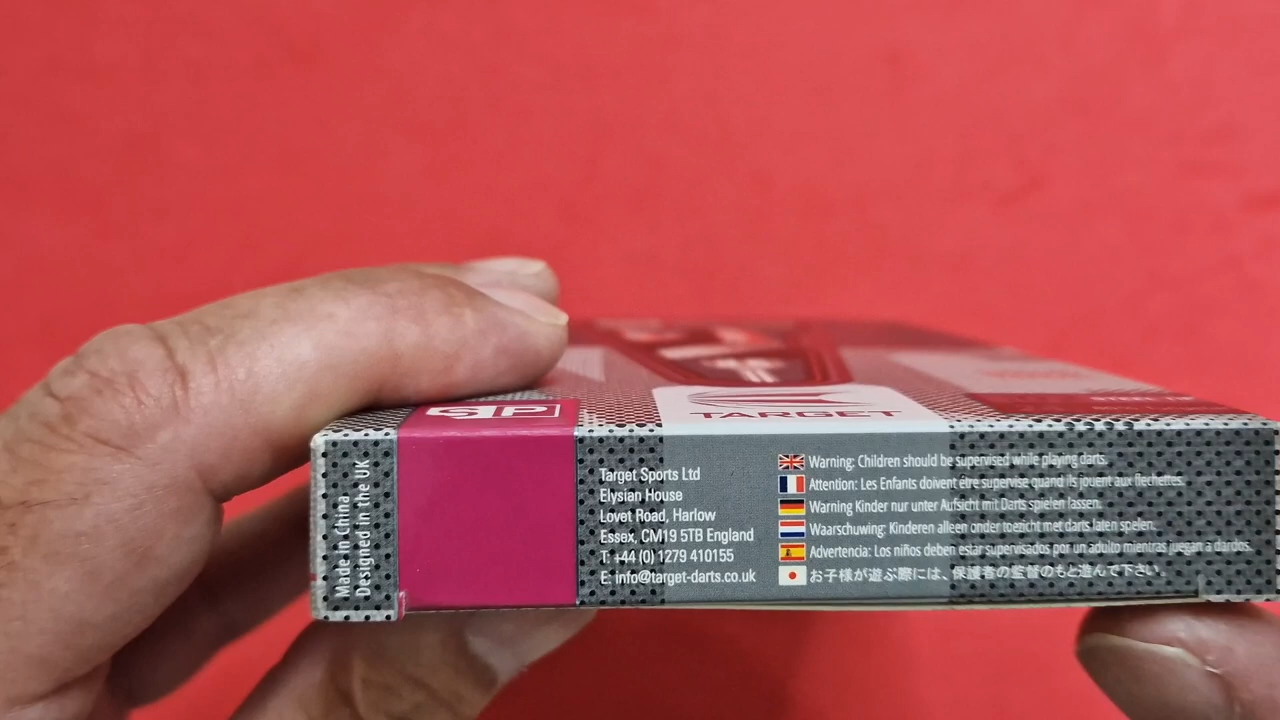 TARGET
Made in China
Designed in the UK
Target Sports Ltd
Elysian House
Lovet Road, Harlow
Essex, CM19 5TB England
T: +44 (0) 1279 410155
E: info@target-darts.co.uk
Warning: Children should be supervised while playing darts.
Attention: Les Enfants doivent étre supervise quand ils jouent aux flechettes.
Warning Kinder nur unter Aufsicht mit Darts spielen lassen.
Waarschuwing: Kinderen alleen onder toezicht met darts laten spelen.
Advertencia: Los niños deben estar supervisados por un adulto mientras juegan a dardos.
お子様が遊ぶ際には、保護者の監督のもと遊んで下さい。